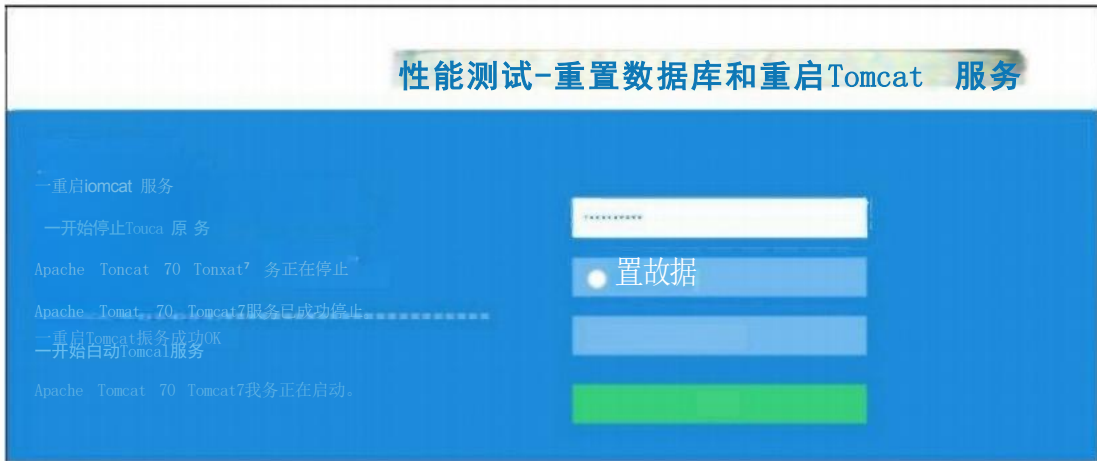 性能测试-重置数据库和重启Tomcat 服务
一重启iomcat 服务
一开始停止Touca 原 务
Apache Toncat 70 Tonxat⁷ 务正在停止
Apache Tomat 70 Tomcat7服务已成功停止
一重启Tomcat振务成功OK
一开始白动Tomcal服务
Apache Tomcat 70 Tomcat7我务正在启动。
置故据